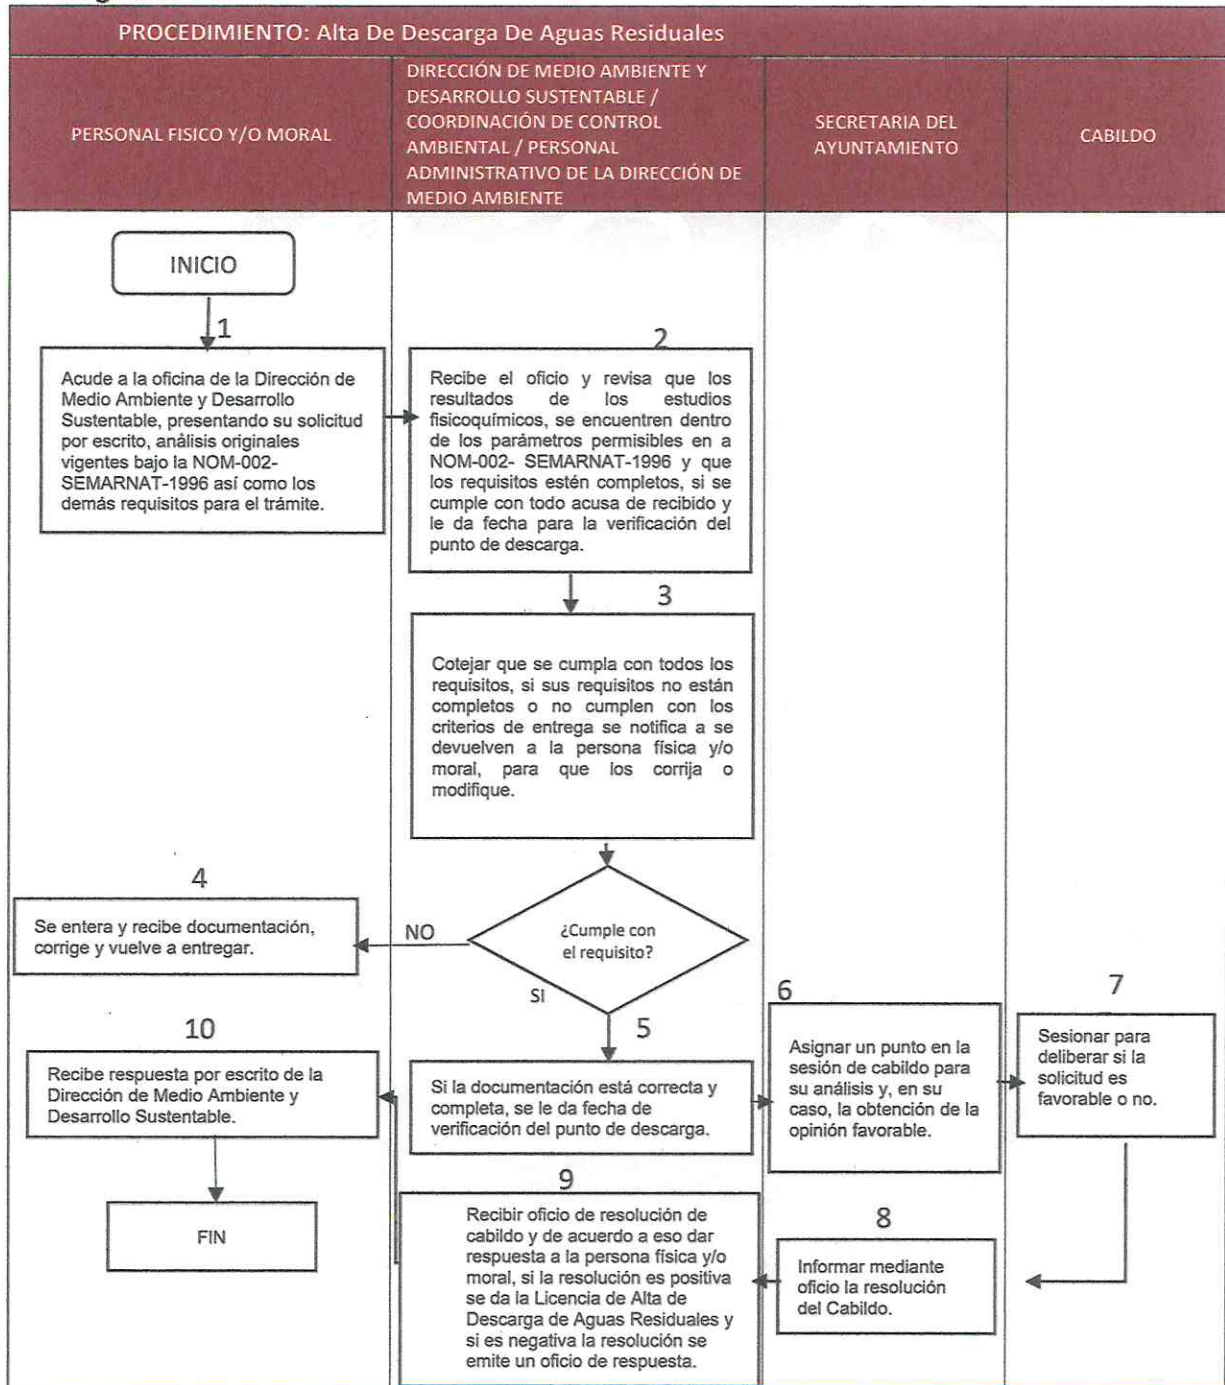 PROCEDIMIENTO: Alta De Descarga De Aguas Residuales
PERSONAL FISICO Y/O MORAL
DIRECCIÓN DE MEDIO AMBIENTE Y
DESARROLLO SUSTENTABLE /
COORDINACIÓN DE CONTROL
AMBIENTAL / PERSONAL
ADMINISTRATIVO DE LA DIRECCIÓN DE
MEDIO AMBIENTE
SECRETARIA DEL
AYUNTAMIENTO
CABILDO
INICIO
1
Acude a la oficina de la Dirección de
Medio Ambiente y Desarrollo
Sustentable, presentando su solicitud
por escrito, análisis originales
vigentes bajo la NOM-002-
SEMARNAT-1996 así como los
demás requisitos para el trámite.
2
Recibe el oficio y revisa que los
resultados de los estudios
fisicoquímicos, se encuentren dentro
de los parámetros permisibles en a
NOM-002- SEMARNAT-1996 y que
los requisitos estén completos, si se
cumple con todo acusa de recibido y
le da fecha para la verificación del
punto de descarga.
3
Cotejar que se cumpla con todos los
requisitos, si sus requisitos no están
completos o no cumplen con los
criterios de entrega se notifica a se
devuelven a la persona física y/o
moral, para que los corrija o
modifique.
¿Cumple con
el requisito?
NO
SI
4
Se entera y recibe documentación,
corrige y vuelve a entregar.
5
Si la documentación está correcta y
completa, se le da fecha de
verificación del punto de descarga.
6
Asignar un punto en la
sesión de cabildo para
su análisis y, en su
caso, la obtención de la
opinión favorable.
7
Sesionar para
deliberar si la
solicitud es
favorable o no.
8
Informar mediante
oficio la resolución
del Cabildo.
9
Recibir oficio de resolución de
cabildo y de acuerdo a eso dar
respuesta a la persona física y/o
moral, si la resolución es positiva
se da la Licencia de Alta de
Descarga de Aguas Residuales y
si es negativa la resolución se
emite un oficio de respuesta.
10
Recibe respuesta por escrito de la
Dirección de Medio Ambiente y
Desarrollo Sustentable.
FIN